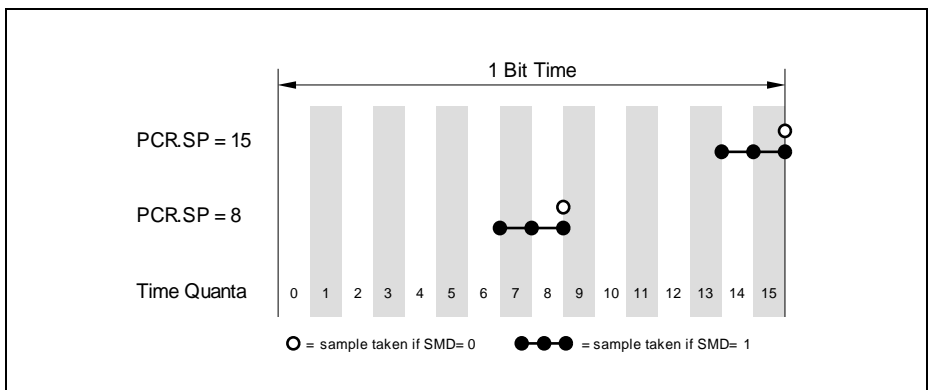 1 Bit Time
PCR.SP = 15
PCR.SP = 8
Time Quanta 0 1 2 3 4 5 6 7 8 9 10 11 12 13 14 15
= sample taken if SMD= 0 = sample taken if SMD= 1